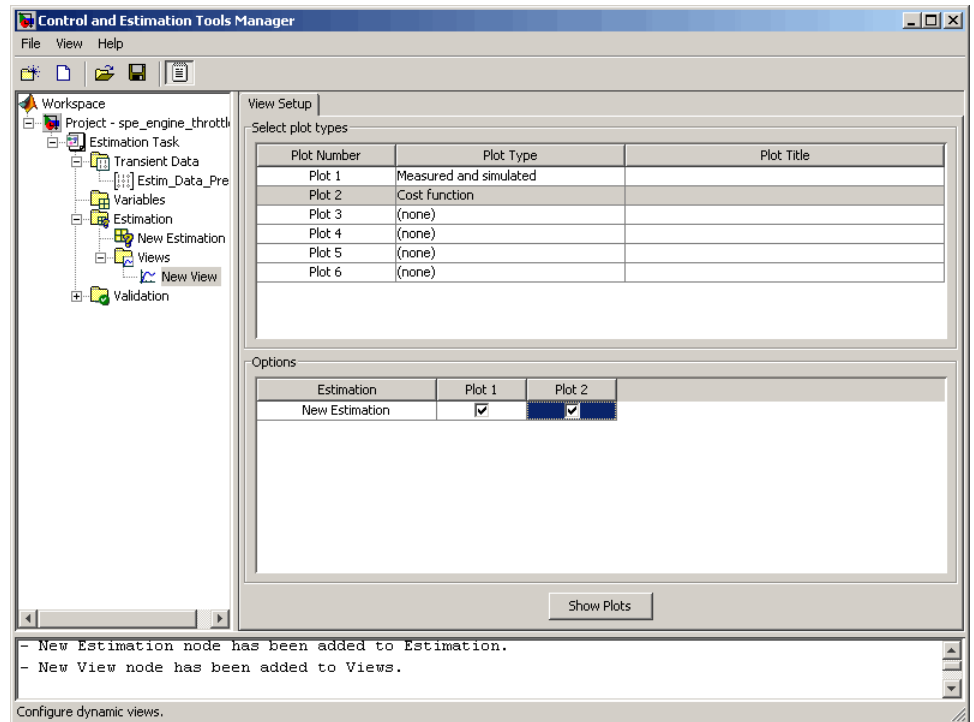 Control and Estimation Tools Manager
File View Help
Workspace
Project - spe_engine_throttl
Estimation Task
Transient Data
Estim_Data_Pre
Variables
Estimation
New Estimation
Views
New View
Validation
View Setup
Select plot types
Plot Number Plot Type Plot Title
Plot 1 Measured and simulated
Plot 2 Cost function
Plot 3 (none)
Plot 4 (none)
Plot 5 (none)
Plot 6 (none)
Options
Estimation Plot 1 Plot 2
New Estimation
Show Plots
- New Estimation node has been added to Estimation.
- New View node has been added to Views.
Configure dynamic views.